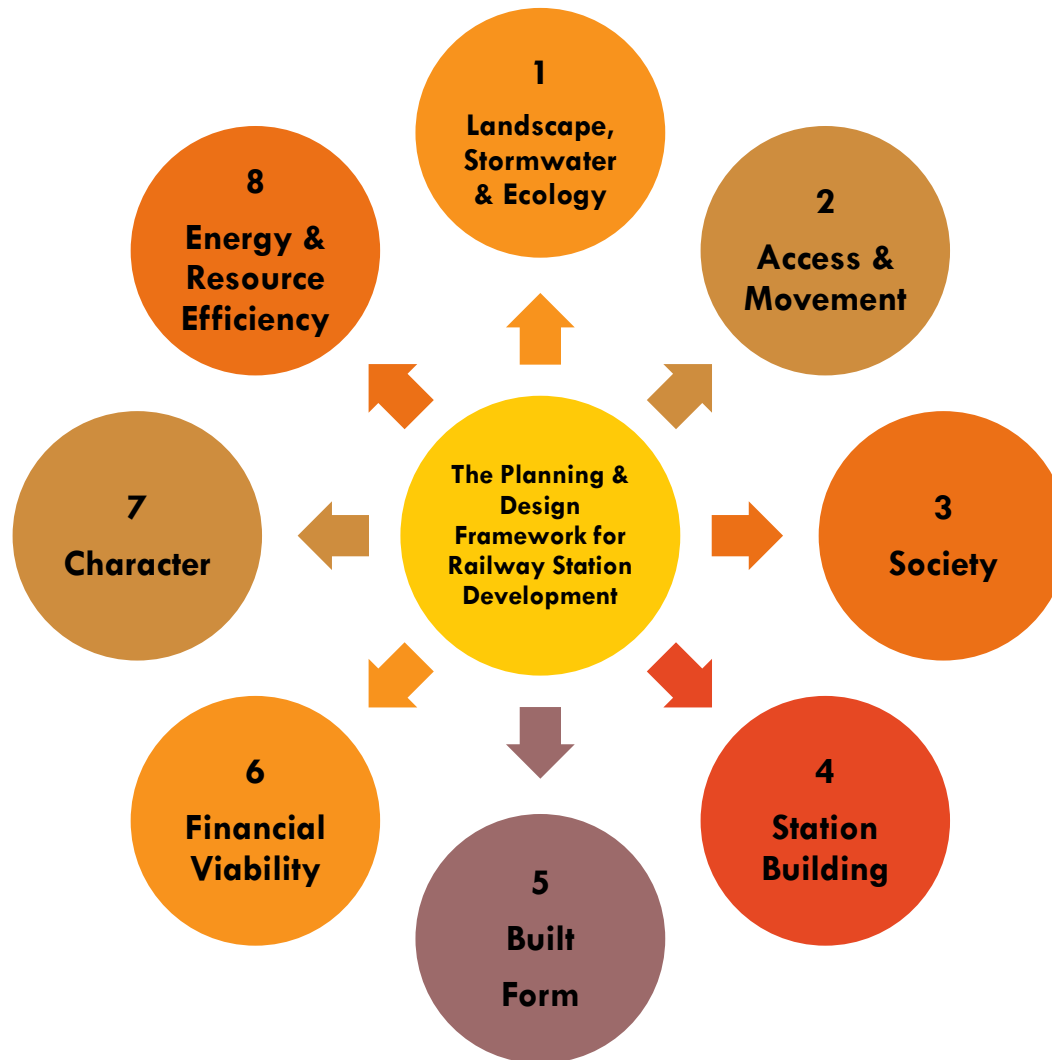 1
Landscape,
Stormwater
& Ecology
2
Access &
Movement
3
Society
4
Station
Building
5
Built
Form
6
Financial
Viability
7
Character
8
Energy &
Resource
Efficiency
The Planning &
Design
Framework for
Railway Station
Development